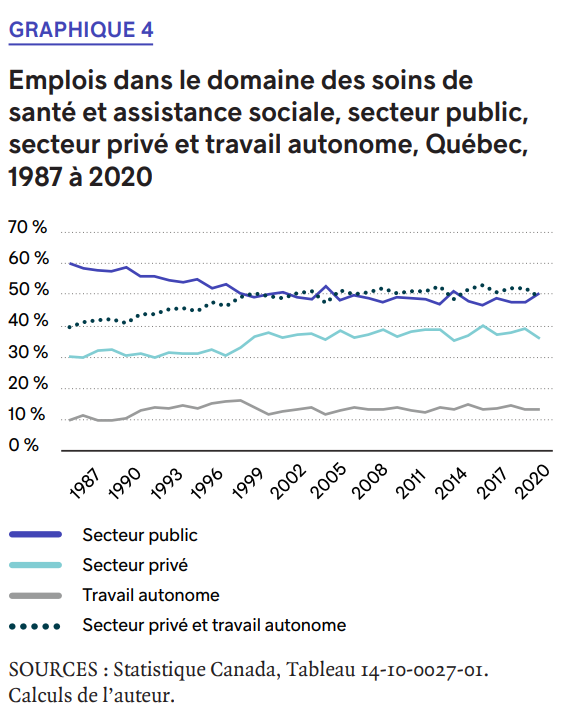 GRAPHIQUE 4
Emplois dans le domaine des soins de
santé et assistance sociale, secteur public,
secteur privé et travail autonome, Québec,
1987 à 2020
70 %
60 %
50 %
40 %
30 %
20 %
10 %
0 %
1987
1990
1993
1996
1999
2002
2005
2008
2011
2014
2017
2020
Secteur public
Secteur privé
Travail autonome
Secteur privé et travail autonome
SOURCES : Statistique Canada, Tableau 14-10-0027-01.
Calculs de l'auteur.